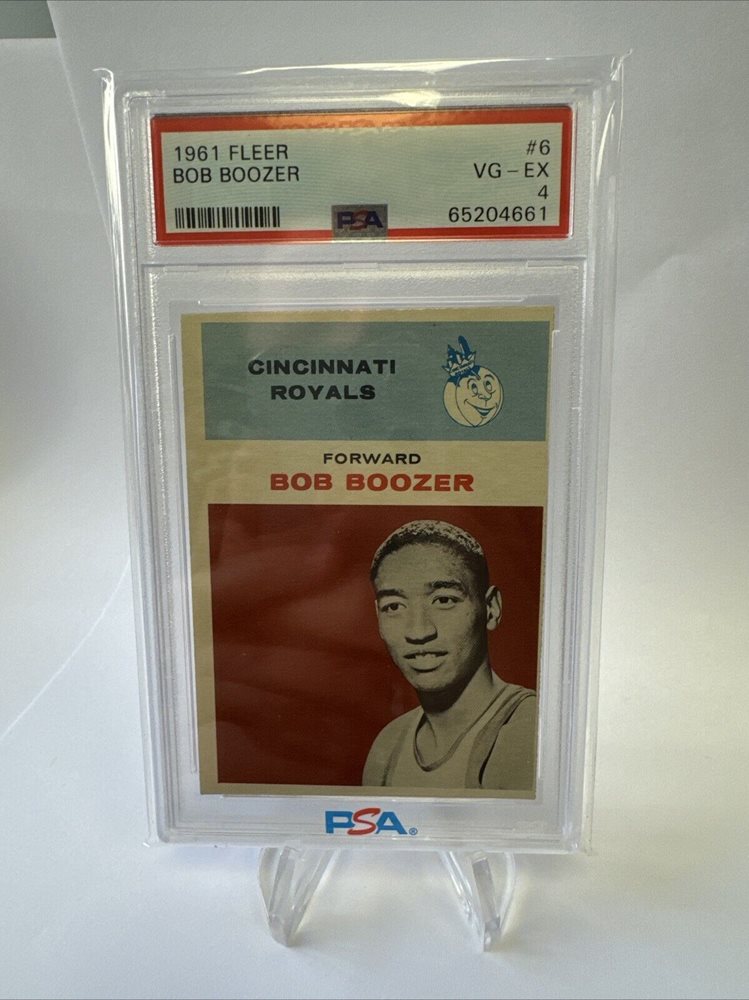 1961 FLEER
#6
BOB BOOZER
VG - EX
4
PSA
65204661
CINCINNATI
ROYALS
FORWARD
BOB BOOZER
PSA®